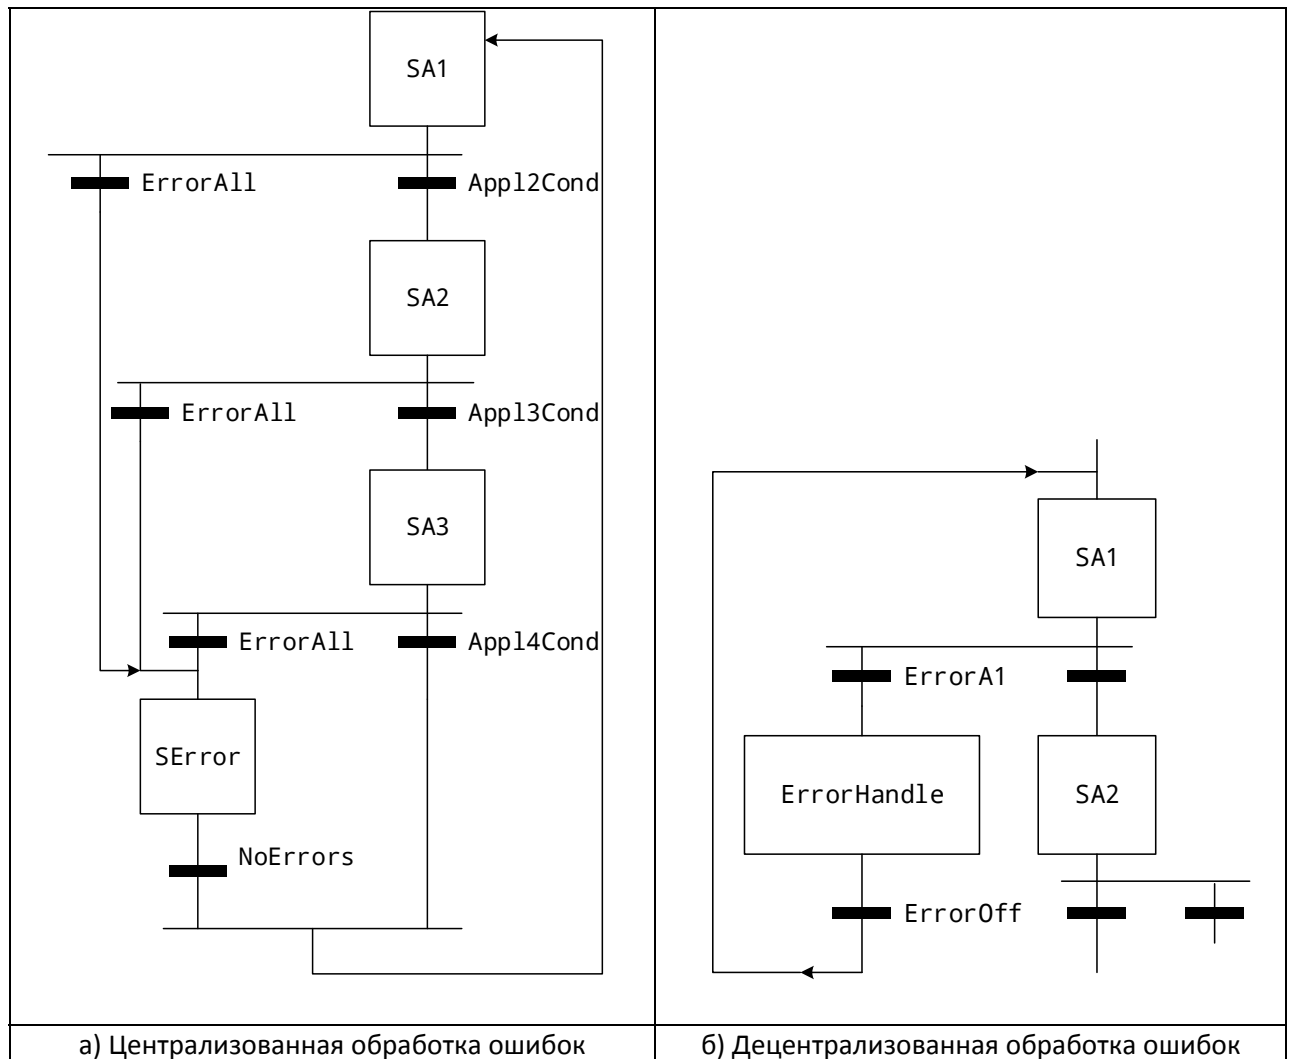 SA1
ErrorAll
Appl2Cond
SA2
ErrorAll
Appl3Cond
SA3
ErrorAll
Appl4Cond
SError
NoErrors
а) Централизованная обработка ошибок
SA1
ErrorA1
ErrorHandle
SA2
ErrorOff
б) Децентрализованная обработка ошибок